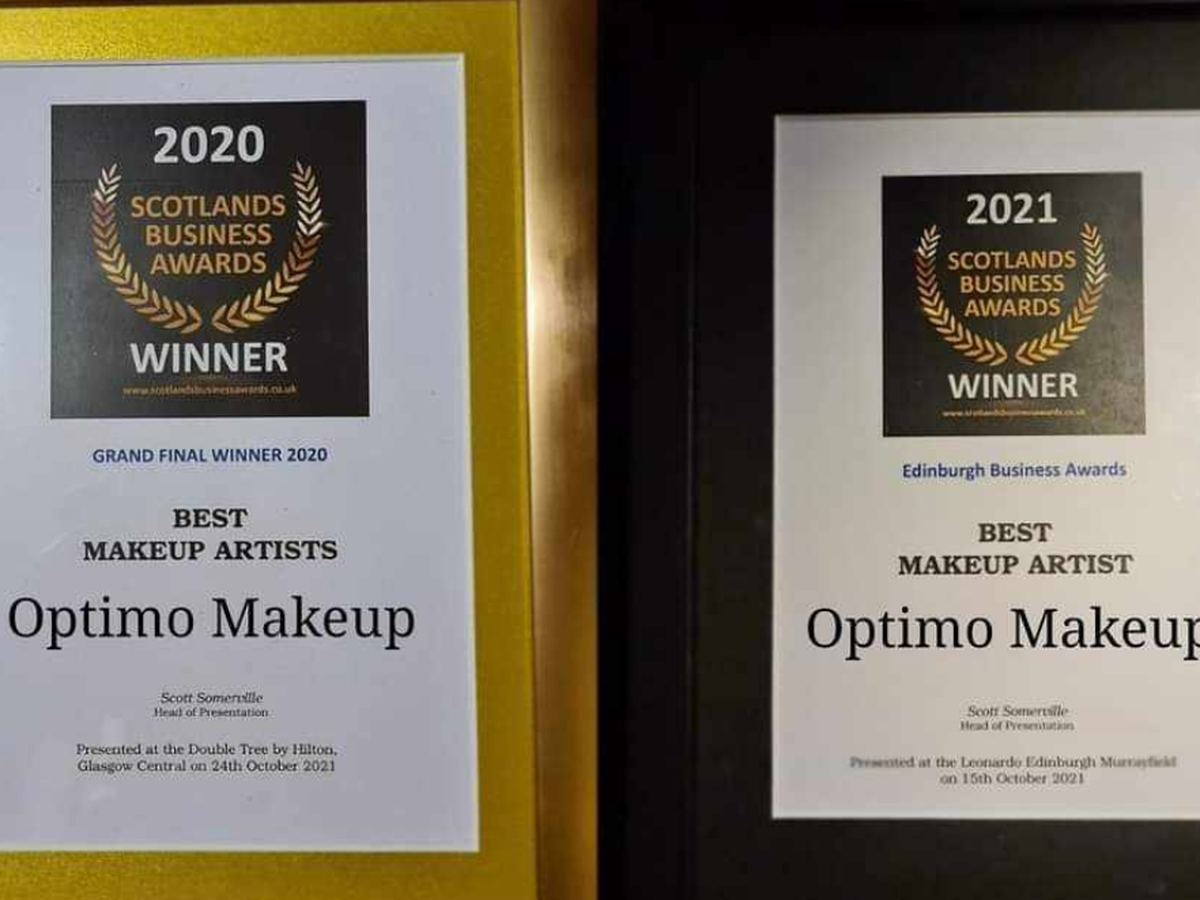 2020
SCOTLANDS
BUSINESS
AWARDS
WINNER
www.scotlandsbusinessawards.co.uk
GRAND FINAL WINNER 2020
BEST
MAKEUP ARTISTS
Optimo Makeup
Scott Somerville
Head of Presentation
Presented at the Double Tree by Hilton,
Glasgow Central on 24th October 2021
2021
SCOTLANDS
BUSINESS
AWARDS
WINNER
www.scotlandsbusinessawards.co.uk
Edinburgh Business Awards
BEST
MAKEUP ARTIST
Optimo Makeup
Scott Somerville
Head of Presentation
Presented at the Leonardo Edinburgh Murrayfield
on 15th October 2021